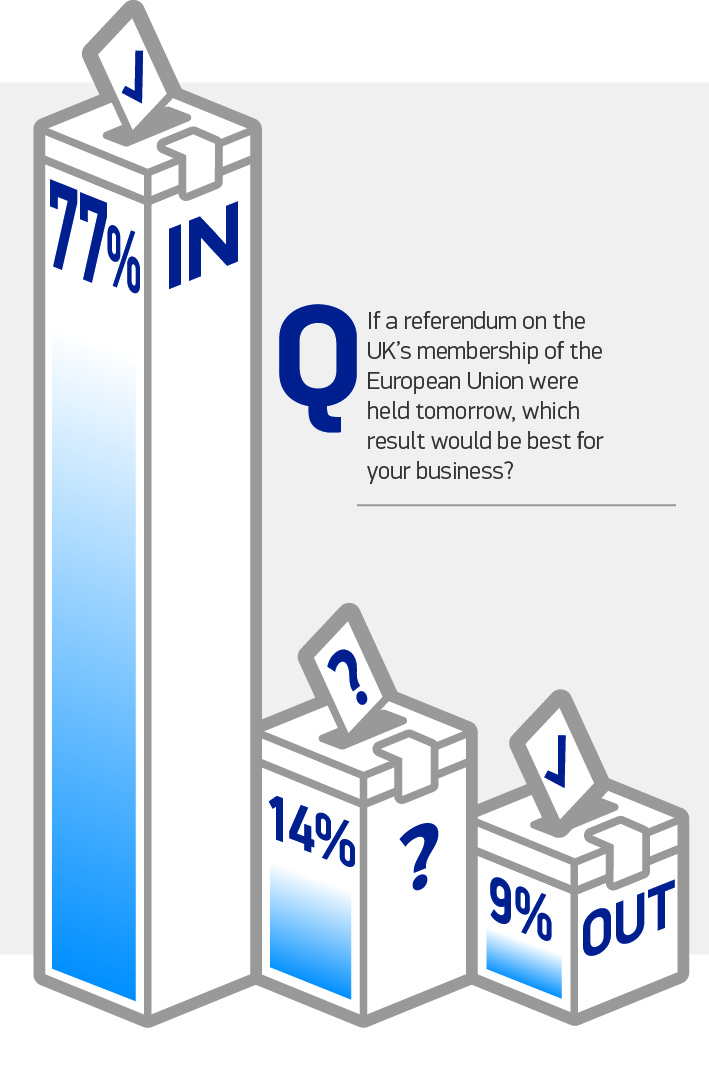 77% IN
Q If a referendum on the
UK’s membership of the
European Union were
held tomorrow, which
result would be best for
your business?
?
14% ?
9% OUT